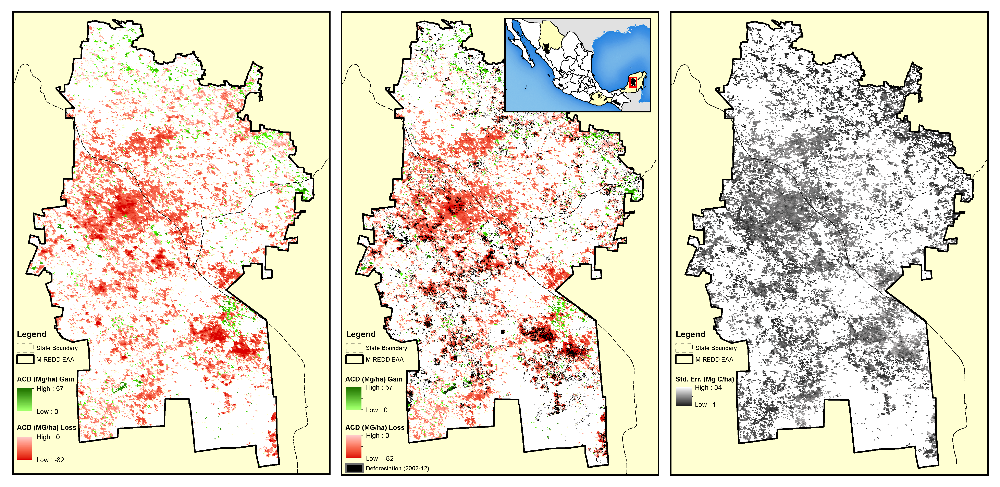 Legend
State Boundary
M-REDD EAA
ACD (Mg/ha) Gain
High : 57
Low : 0
ACD (MG/ha) Loss
High : 0
Low : -82
Legend
State Boundary
M-REDD EAA
ACD (Mg/ha) Gain
High : 57
Low : 0
ACD (MG/ha) Loss
High : 0
Low : -82
Deforestation (2002-12)
Legend
State Boundary
M-REDD EAA
Std. Err. (Mg C/ha)
High : 34
Low : 1